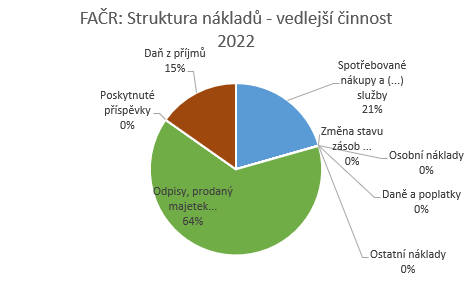 FAČR: Struktura nákladů - vedlejší činnost
2022
Daň z příjmů
15%
Spotřebované
nákupy a (...)
služby
21%
Poskytnuté
příspěvky
0%
Změna stavu
zásob ...
0%
Osobní náklady
0%
Daně a poplatky
0%
Odpisy, prodaný
majetek...
64%
Ostatní náklady
0%